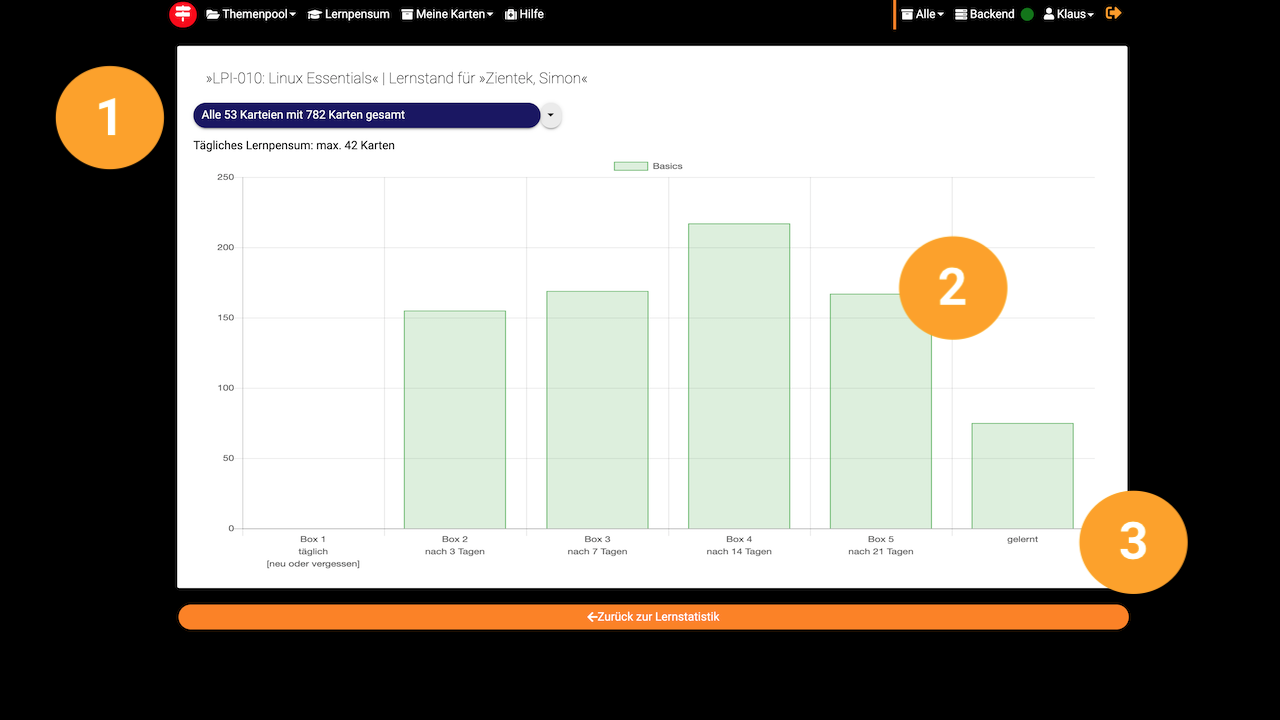 Themenpool Lernpensum Meine Karten Hilfe Alle Backend Klaus
»LPI-010: Linux Essentials« | Lernstand für »Zientek, Simon«
1
Alle 53 Karteien mit 782 Karten gesamt
Tägliches Lernpensum: max. 42 Karten
Basics
250
200
150
100
50
0
2
Box 1
täglich
[neu oder vergessen]
Box 2
nach 3 Tagen
Box 3
nach 7 Tagen
Box 4
nach 14 Tagen
Box 5
nach 21 Tagen
gelernt
3
Zurück zur Lernstatistik